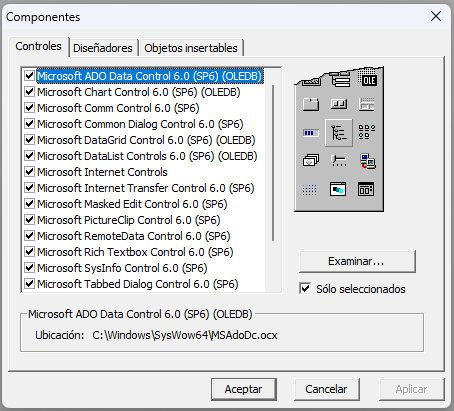 Componentes
Controles
Diseñadores
Objetos insertables
Microsoft ADO Data Control 6.0 (SP6) (OLEDB)
Microsoft Chart Control 6.0 (SP6) (OLEDB)
Microsoft Comm Control 6.0 (SP6)
Microsoft Common Dialog Control 6.0 (SP6)
Microsoft DataGrid Control 6.0 (SP6) (OLEDB)
Microsoft DataList Controls 6.0 (SP6) (OLEDB)
Microsoft Internet Controls
Microsoft Internet Transfer Control 6.0 (SP6)
Microsoft Masked Edit Control 6.0 (SP6)
Microsoft PictureClip Control 6.0 (SP6)
Microsoft RemoteData Control 6.0 (SP6)
Microsoft Rich Textbox Control 6.0 (SP6)
Microsoft SysInfo Control 6.0 (SP6)
Microsoft Tabbed Dialog Control 6.0 (SP6)
OLE
Examinar...
Sólo seleccionados
Microsoft ADO Data Control 6.0 (SP6) (OLEDB)
Ubicación: C:\Windows\SysWow64\MSAdoDc.ocx
Aceptar
Cancelar
Aplicar